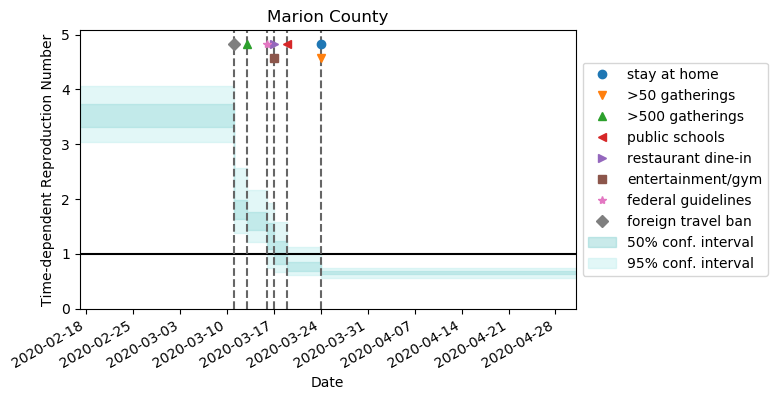 Marion County
Time-dependent Reproduction Number
5
4
3
2
1
0
2020-02-18
2020-02-25
2020-03-03
2020-03-10
2020-03-17
2020-03-24
2020-03-31
2020-04-07
2020-04-14
2020-04-21
2020-04-28
Date
stay at home
>50 gatherings
>500 gatherings
public schools
restaurant dine-in
entertainment/gym
federal guidelines
foreign travel ban
50% conf. interval
95% conf. interval